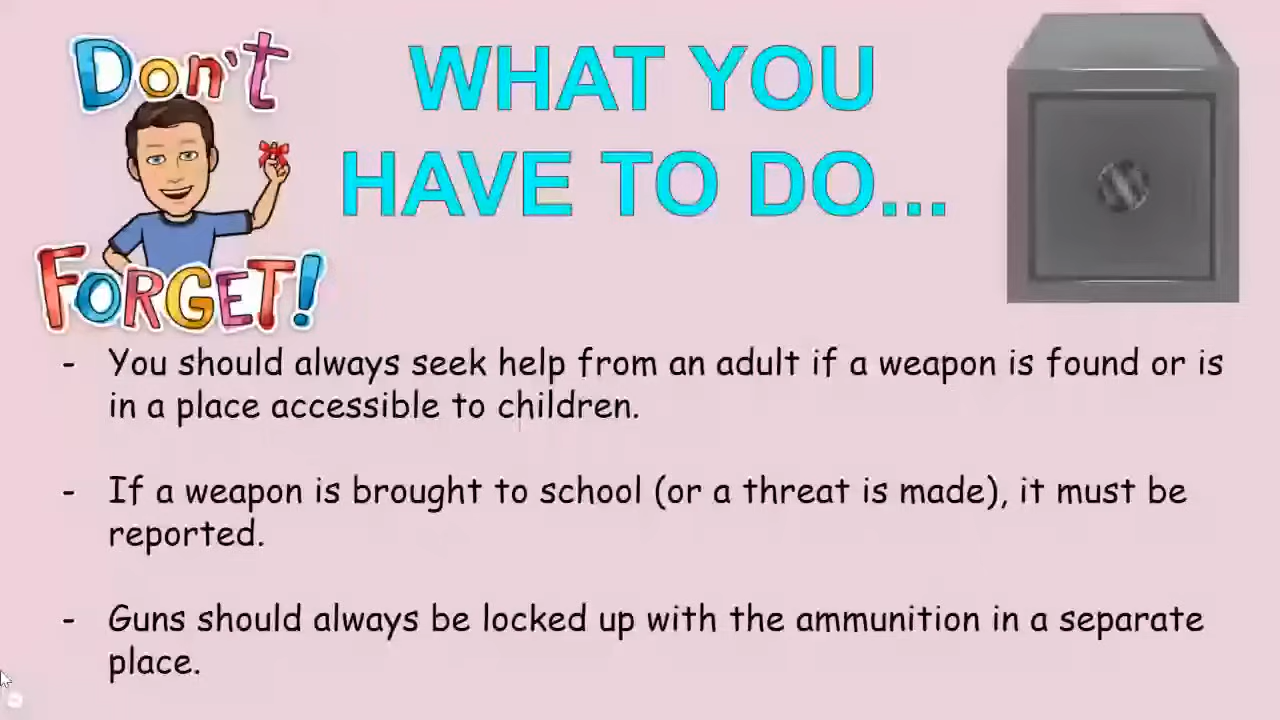 Don't
FORGET!
WHAT YOU
HAVE TO DO...
- You should always seek help from an adult if a weapon is found or is
in a place accessible to children.
- If a weapon is brought to school (or a threat is made), it must be
reported.
- Guns should always be locked up with the ammunition in a separate
place.